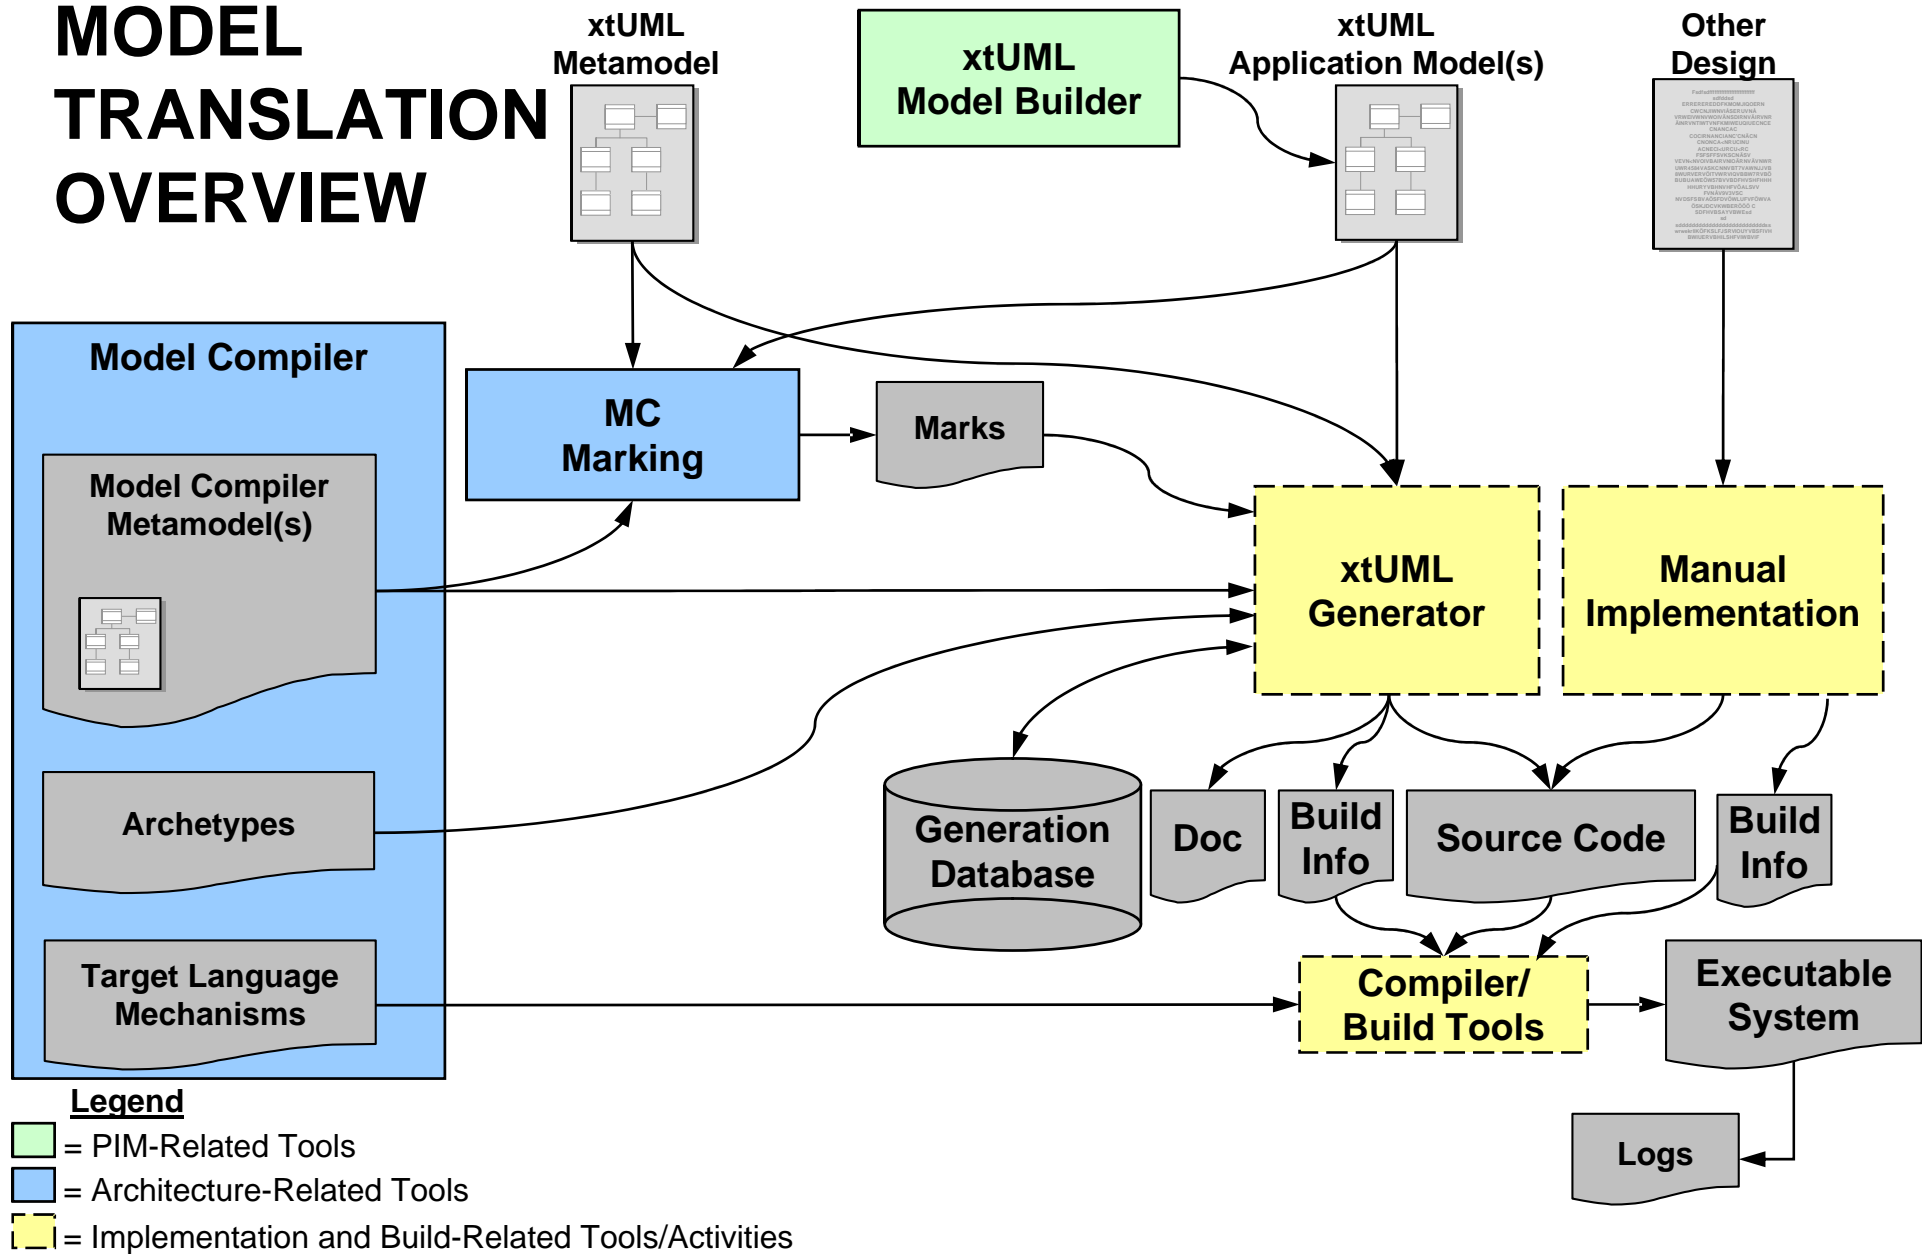 MODEL
TRANSLATION
OVERVIEW
xtUML
Metamodel
xtUML
Model Builder
xtUML
Application Model(s)
Other
Design
Model Compiler
Model Compiler
Metamodel(s)
Archetypes
Target Language
Mechanisms
MC
Marking
Marks
xtUML
Generator
Manual
Implementation
Generation
Database
Doc
Build
Info
Source Code
Build
Info
Compiler/
Build Tools
Executable
System
Logs
Legend
= PIM-Related Tools
= Architecture-Related Tools
= Implementation and Build-Related Tools/Activities